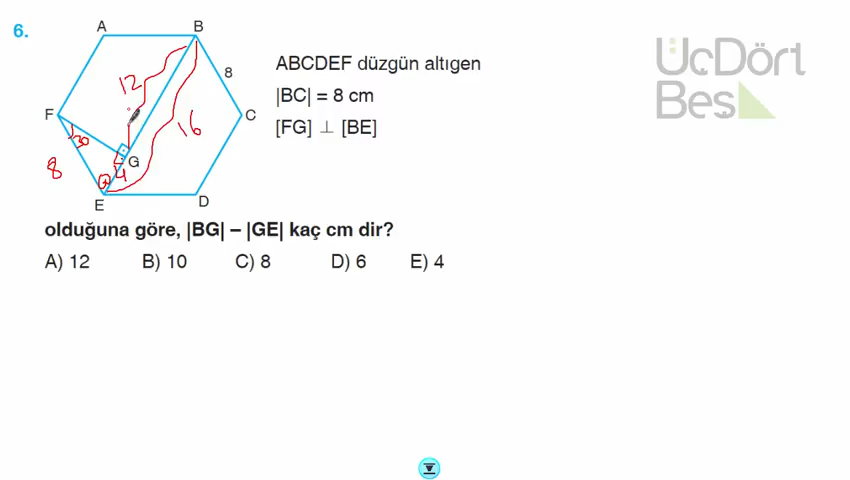 6.
A
B
12
8
ABCDEF düzgün altıgen
|BC| = 8 cm
[FG] ⊥ [BE]
ÜçDört
Beş
F
C
30
16
G
8
4
E
D
olduğuna göre, |BG| – |GE| kaç cm dir?
A) 12 B) 10 C) 8 D) 6 E) 4